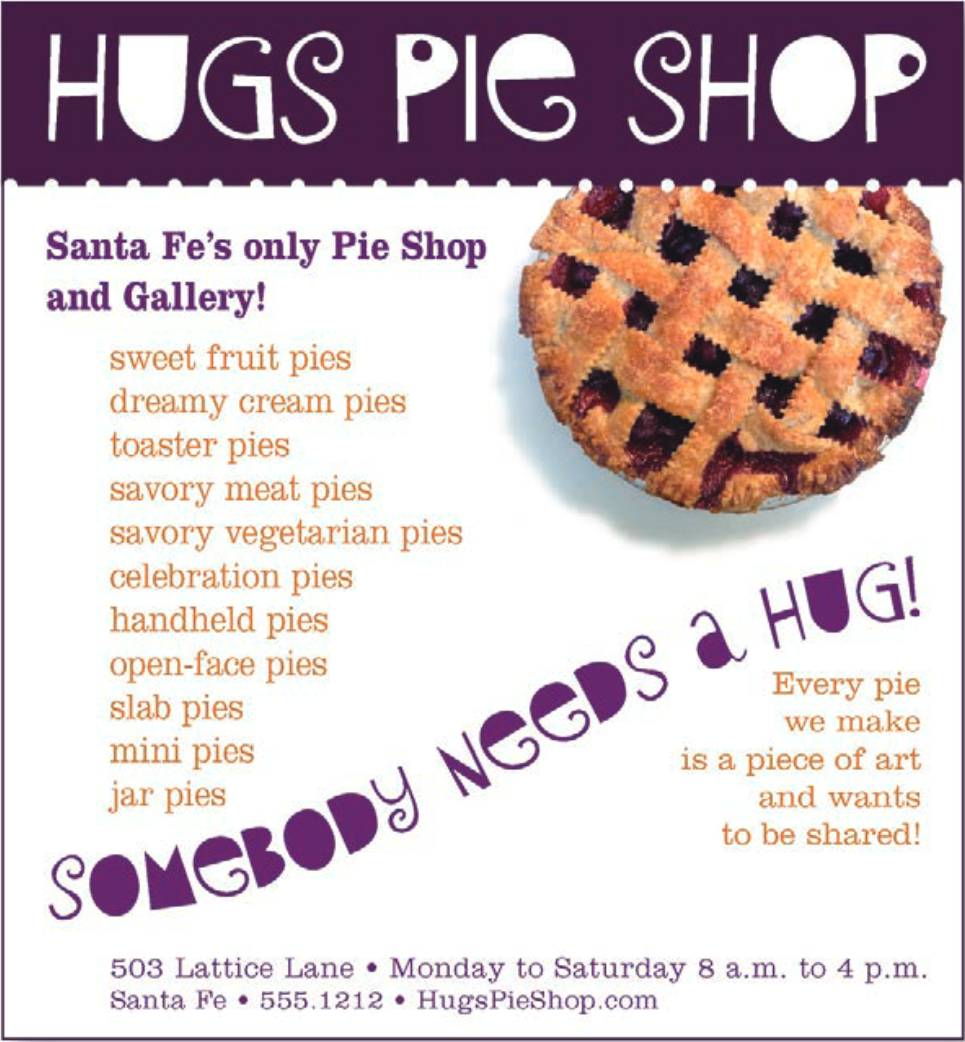 HUGS PIE SHOP
Santa Fe's only Pie Shop
and Gallery!
sweet fruit pies
dreamy cream pies
toaster pies
savory meat pies
savory vegetarian pies
celebration pies
handheld pies
open-face pies
slab pies
mini pies
jar pies
SOMEBODY NEEDS a HUG!
Every pie
we make
is a piece of art
and wants
to be shared!
503 Lattice Lane • Monday to Saturday 8 a.m. to 4 p.m.
Santa Fe • 555.1212 • HugsPieShop.com